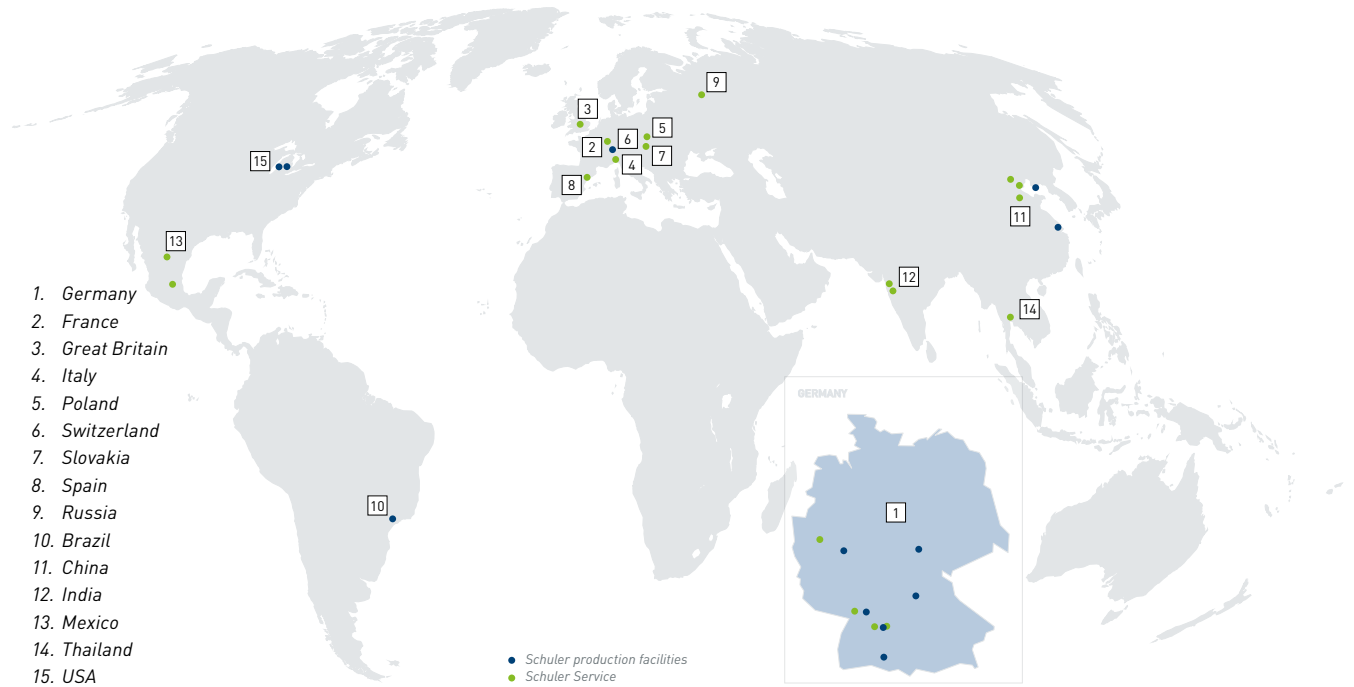 9
3
5
6
2
7
4
15
8
11
13
12
14
1. Germany
2. France
3. Great Britain
4. Italy
5. Poland
6. Switzerland
7. Slovakia
8. Spain
9. Russia
10. Brazil
11. China
12. India
13. Mexico
14. Thailand
15. USA
10
GERMANY
1
Schuler production facilities
Schuler Service